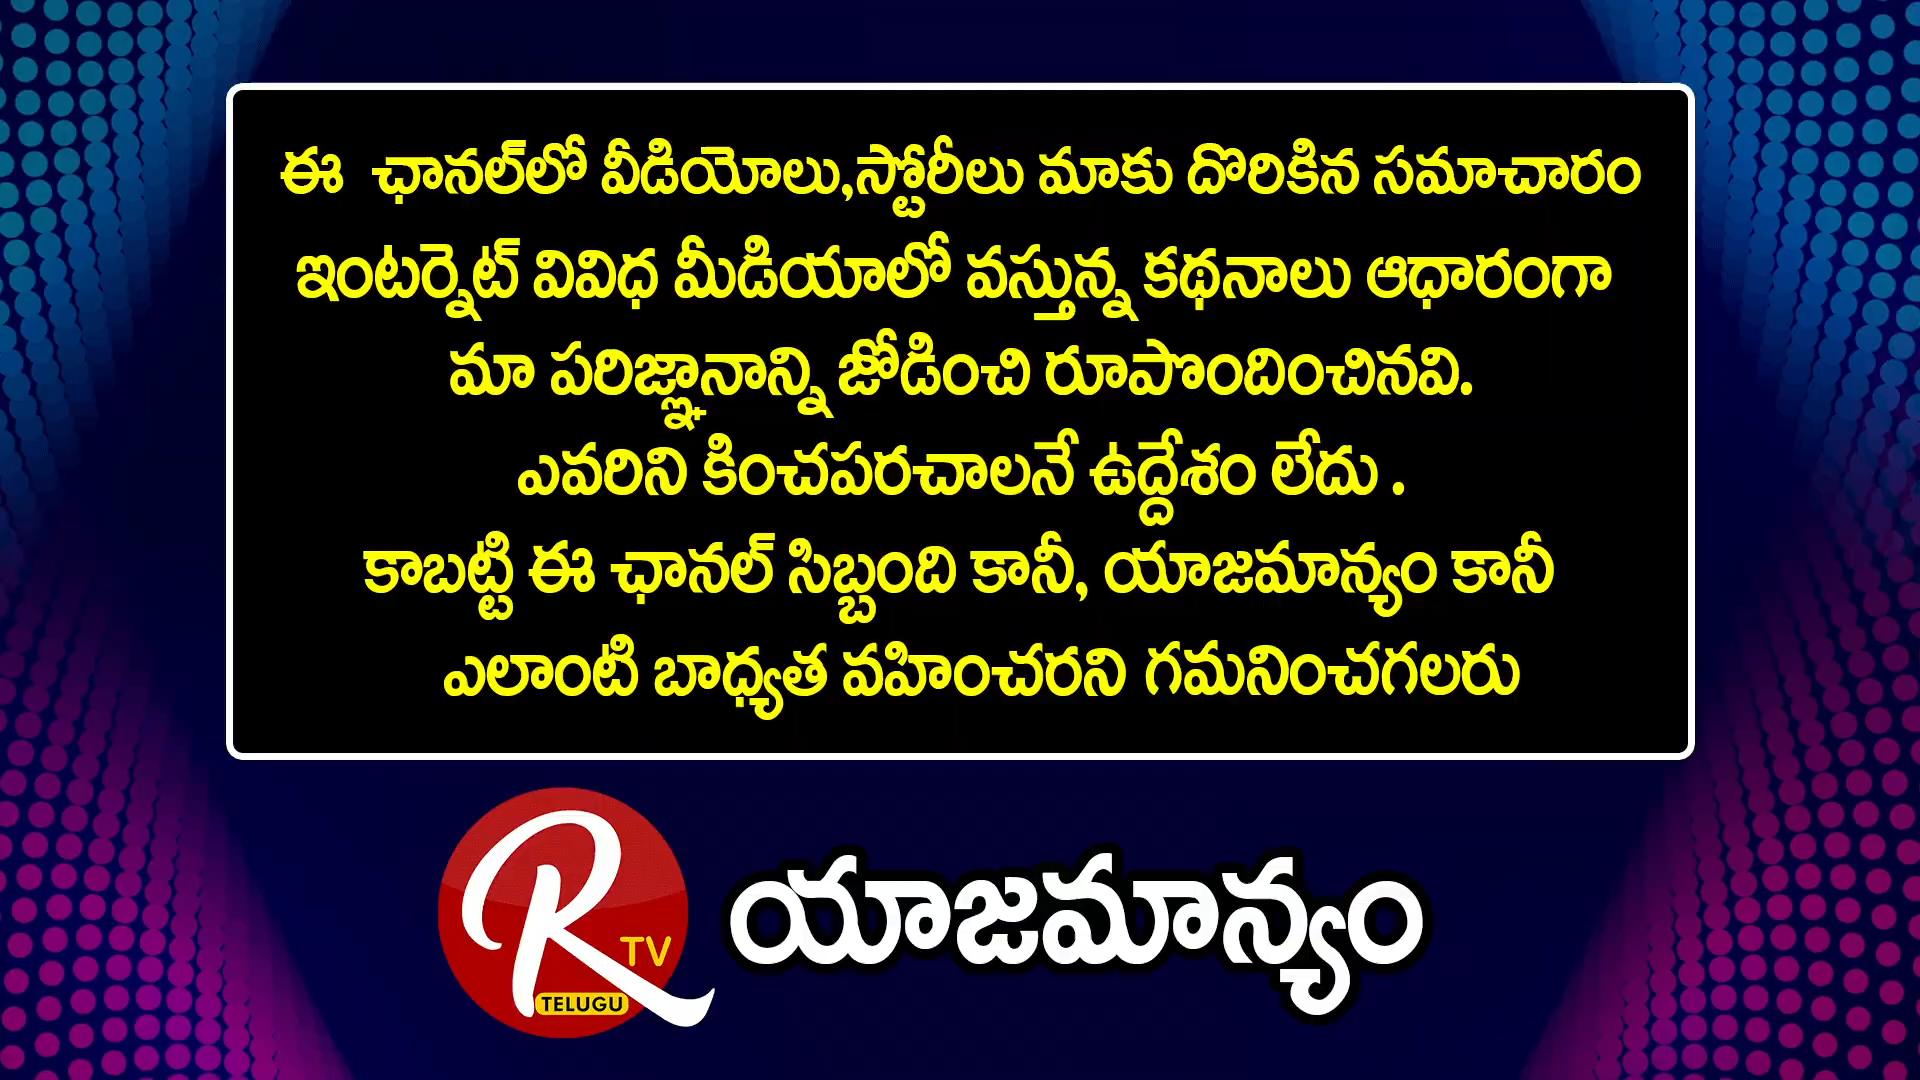 ఈ ఛానల్‌లో వీడియోలు,స్టోరీలు మాకు దొరికిన సమాచారం
ఇంటర్నెట్ వివిధ మీడియాలో వస్తున్న కథనాలు ఆధారంగా
మా పరిజ్ఞానాన్ని జోడించి రూపొందించినవి.
ఎవరిని కించపరచాలనే ఉద్దేశం లేదు .
కాబట్టి ఈ ఛానల్ సిబ్బంది కానీ, యాజమాన్యం కానీ
ఎలాంటి బాధ్యత వహించరని గమనించగలరు
R TV
TELUGU
యాజమాన్యం